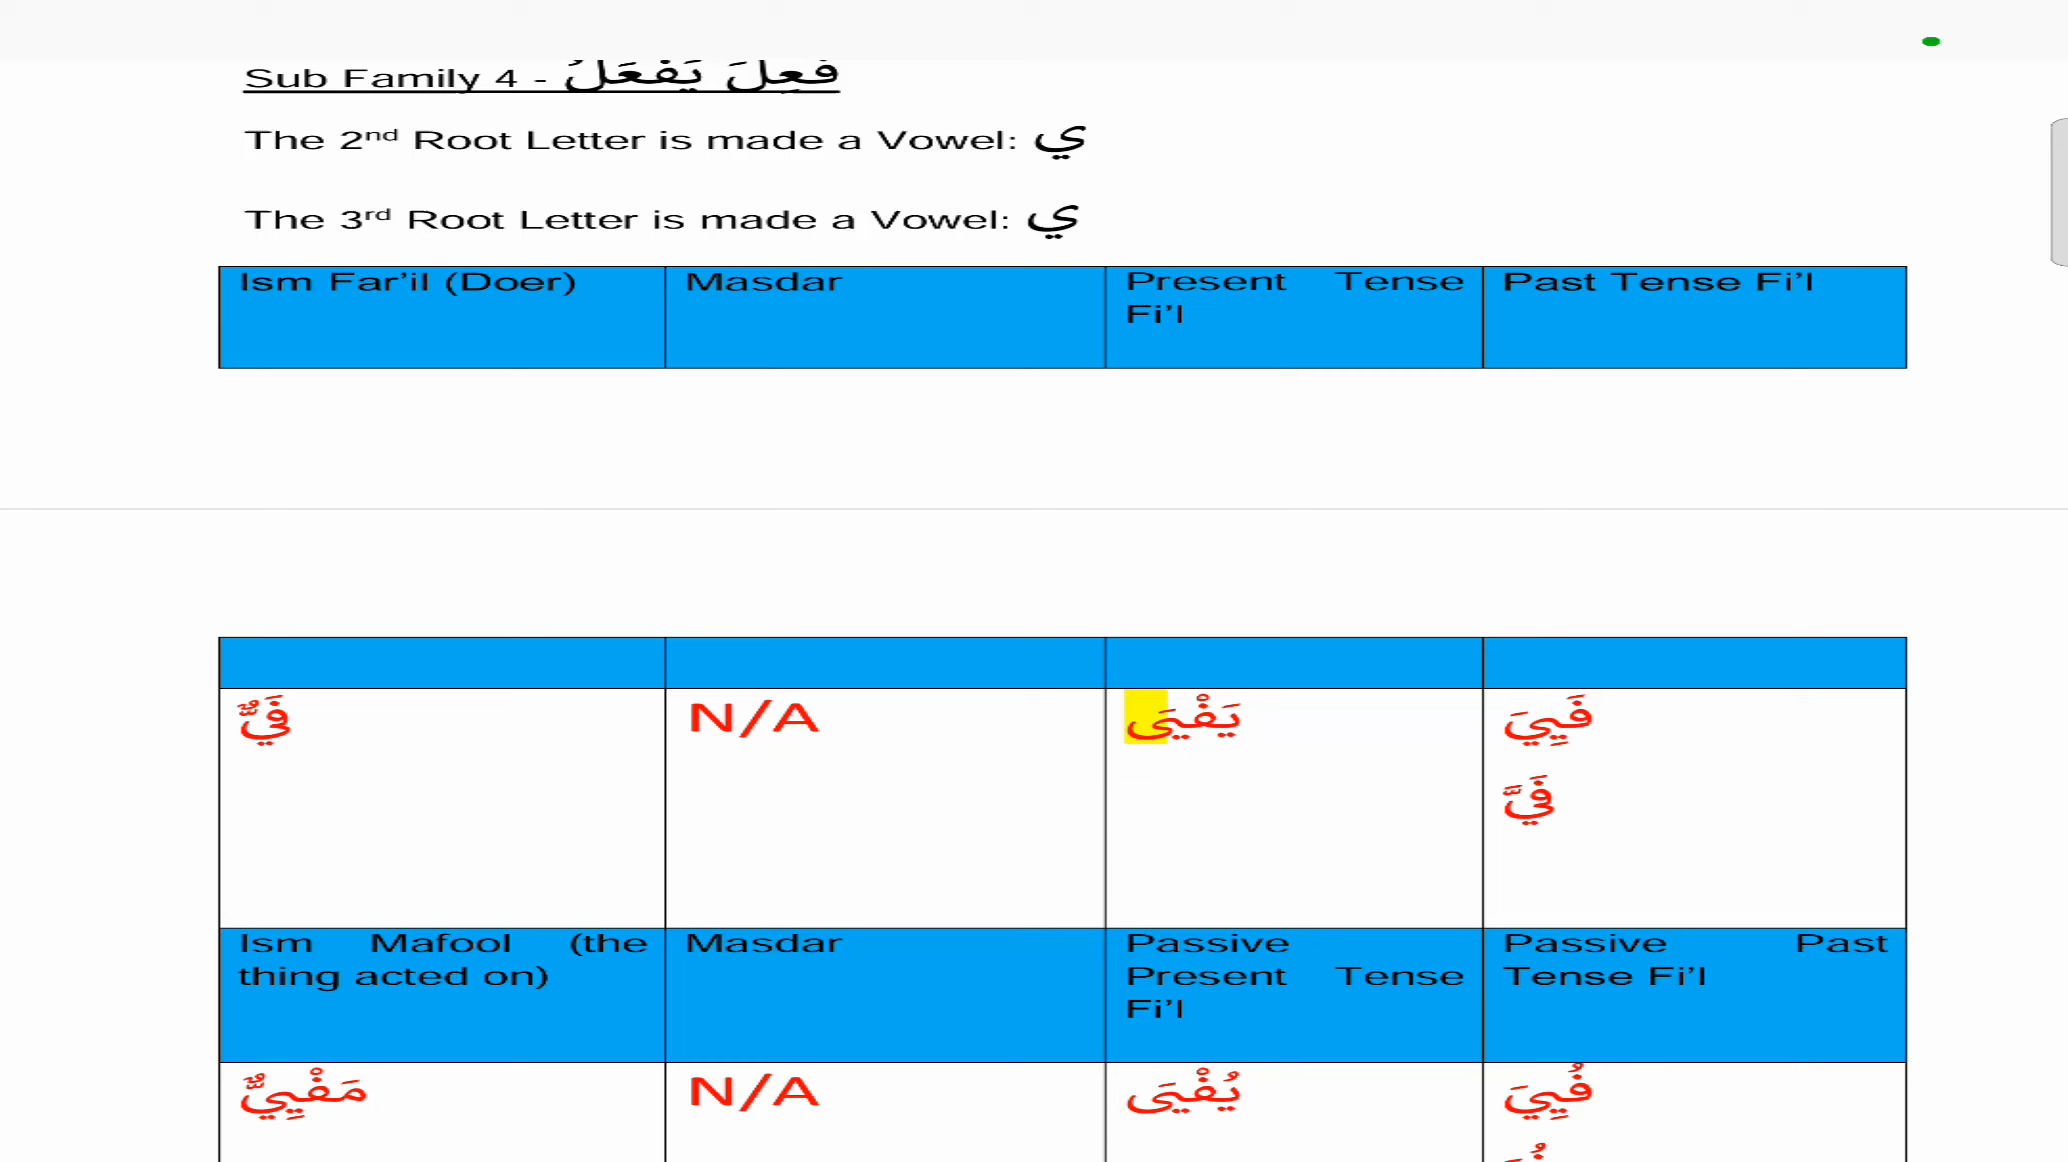 Sub Family 4 - فَعِلَ يَفْعَلُ
The 2nd Root Letter is made a Vowel: ي
The 3rd Root Letter is made a Vowel: ي
Ism Far’il (Doer)
Masdar
Present Tense
Fi’l
Past Tense Fi’l
فَيٌّ
N/A
يَفْيَى
فَيِيَ
فَيَّ
Ism Mafool (the
thing acted on)
Masdar
Passive
Present Tense
Fi’l
Passive Past
Tense Fi’l
مَفْيِيٌّ
N/A
يُفْيَى
فُيِيَ